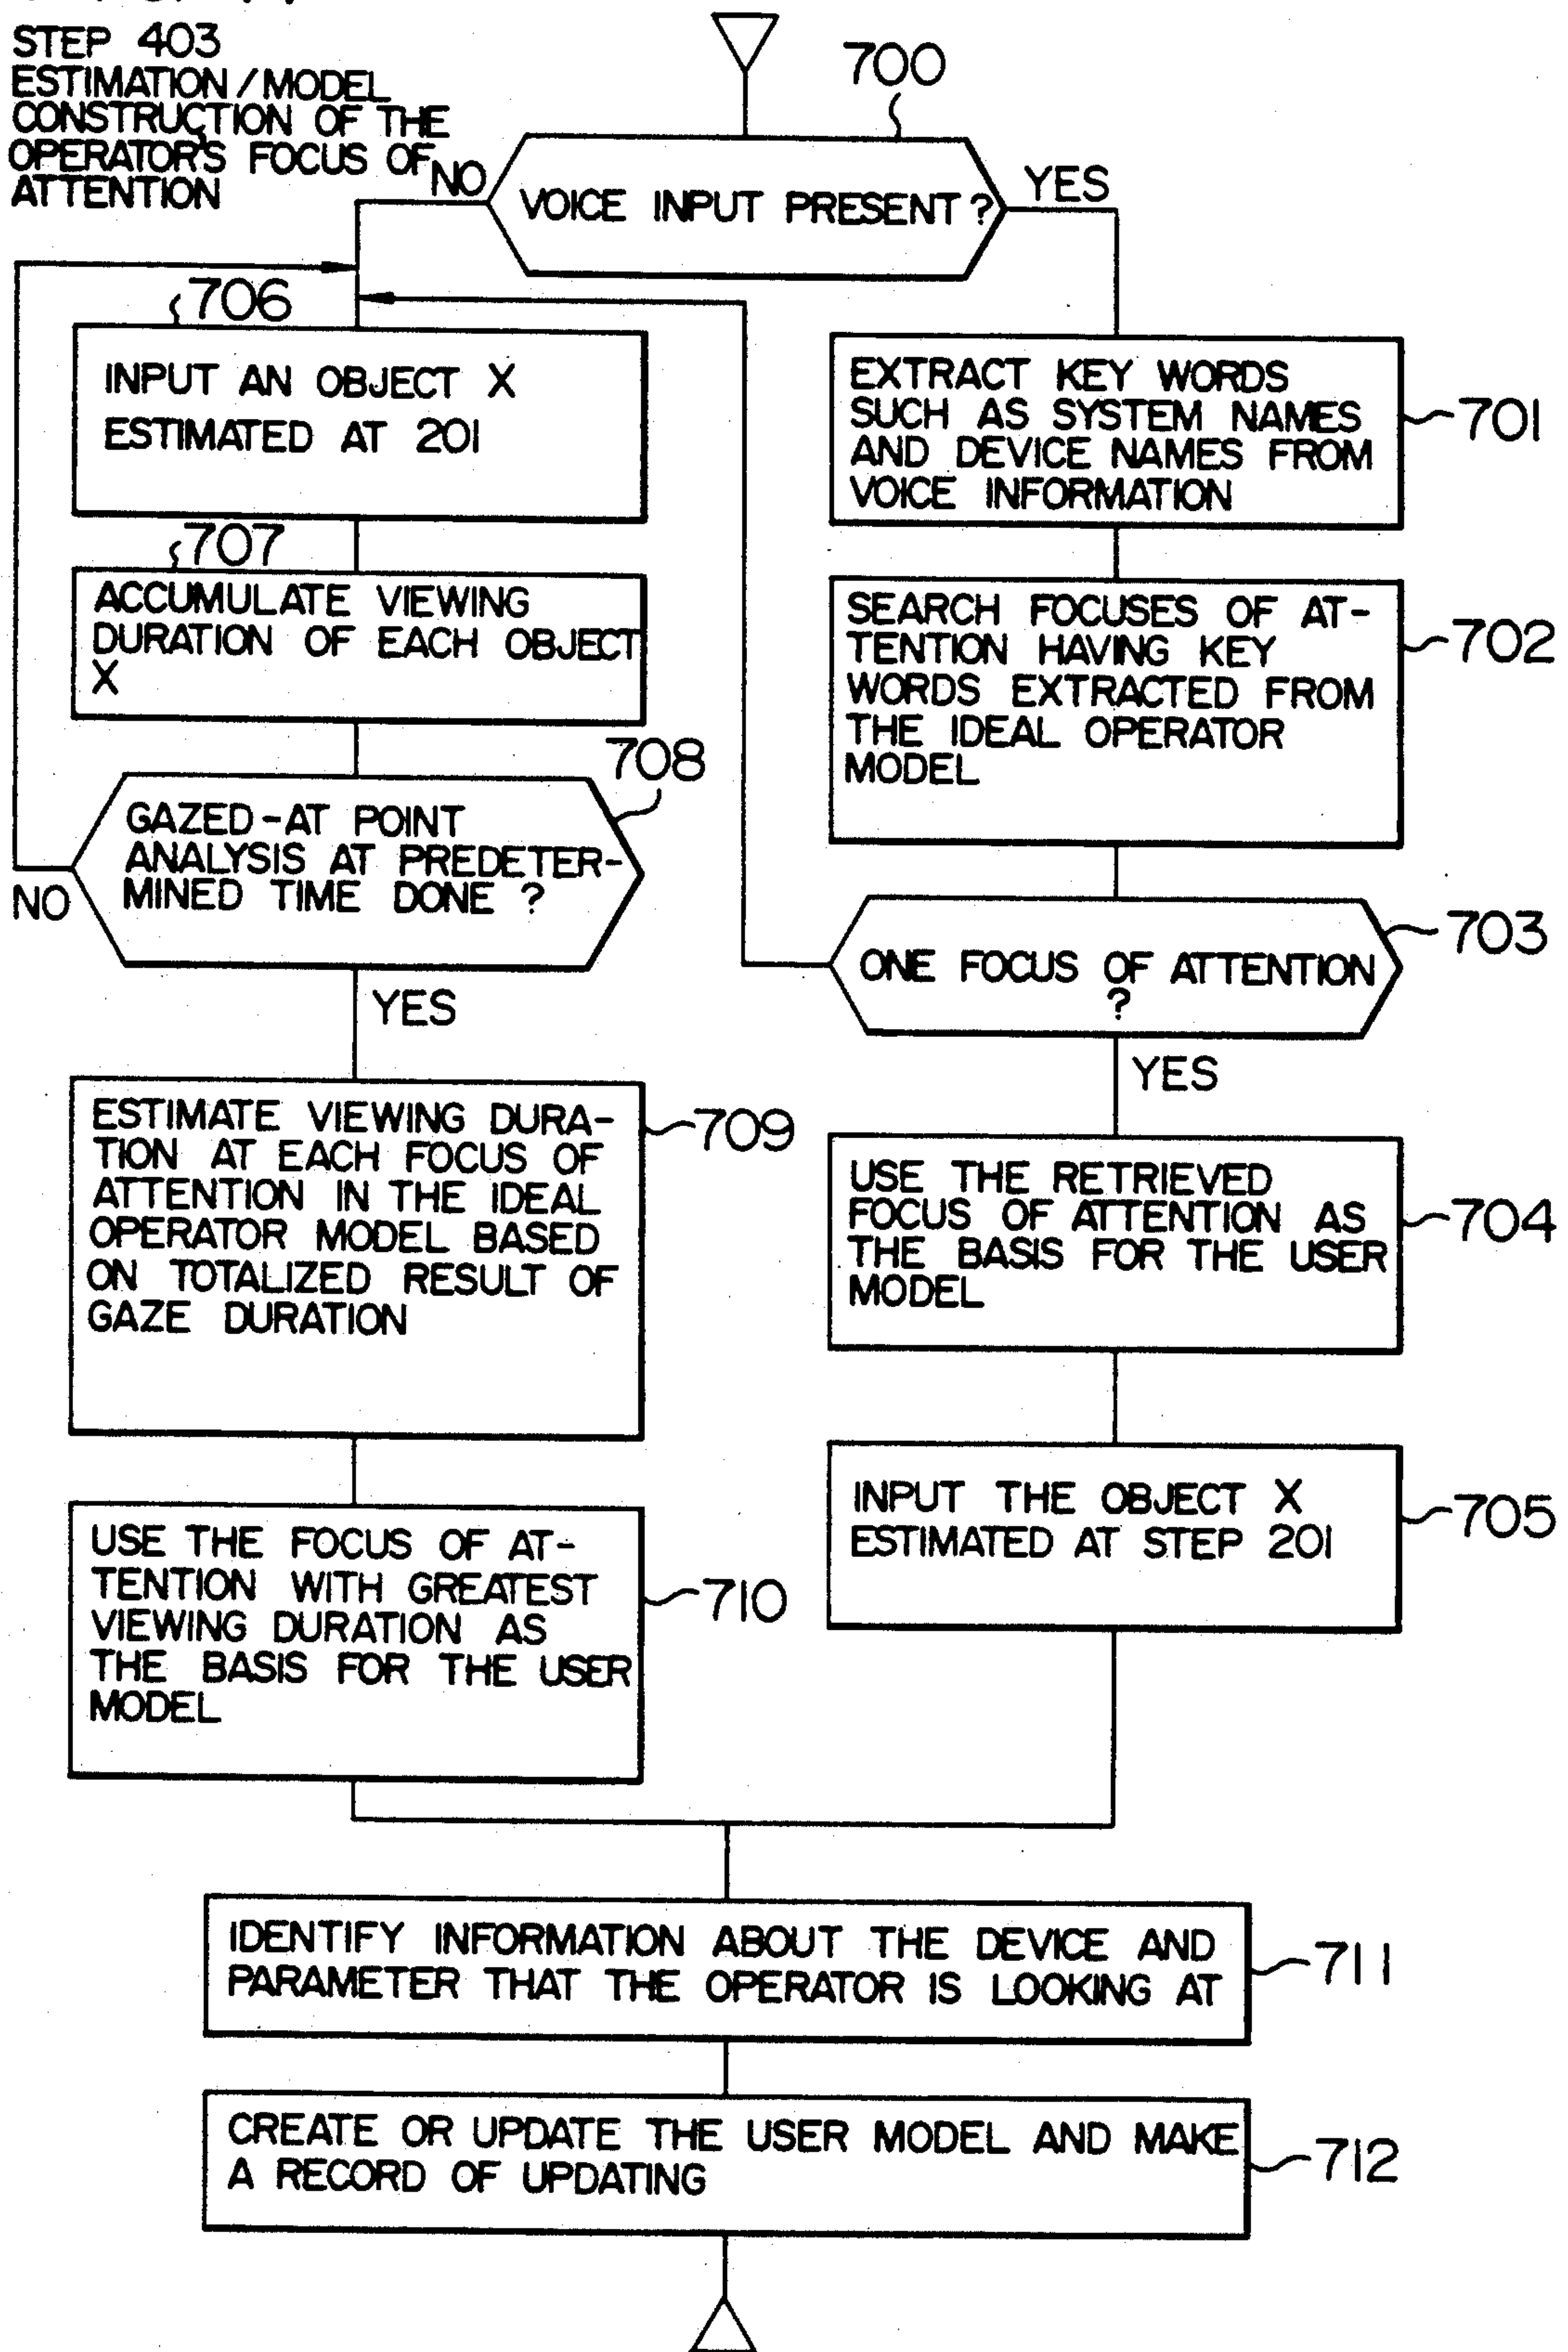 STEP 403
ESTIMATION/MODEL
CONSTRUCTION OF THE
OPERATOR'S FOCUS OF
ATTENTION
700
NO
VOICE INPUT PRESENT?
YES
706
INPUT AN OBJECT X
ESTIMATED AT 201
707
ACCUMULATE VIEWING
DURATION OF EACH OBJECT
X
708
GAZED-AT POINT
ANALYSIS AT PREDETER-
MINED TIME DONE ?
NO
YES
709
ESTIMATE VIEWING DURA-
TION AT EACH FOCUS OF
ATTENTION IN THE IDEAL
OPERATOR MODEL BASED
ON TOTALIZED RESULT OF
GAZE DURATION
USE THE FOCUS OF AT-
TENTION WITH GREATEST
VIEWING DURATION AS
THE BASIS FOR THE USER
MODEL
710
EXTRACT KEY WORDS
SUCH AS SYSTEM NAMES
AND DEVICE NAMES FROM
VOICE INFORMATION
701
SEARCH FOCUSES OF AT-
TENTION HAVING KEY
WORDS EXTRACTED FROM
THE IDEAL OPERATOR
MODEL
702
703
ONE FOCUS OF ATTENTION
?
YES
USE THE RETRIEVED
FOCUS OF ATTENTION AS
THE BASIS FOR THE USER
MODEL
704
INPUT THE OBJECT X
ESTIMATED AT STEP 201
705
IDENTIFY INFORMATION ABOUT THE DEVICE AND
PARAMETER THAT THE OPERATOR IS LOOKING AT
711
CREATE OR UPDATE THE USER MODEL AND MAKE
A RECORD OF UPDATING
712